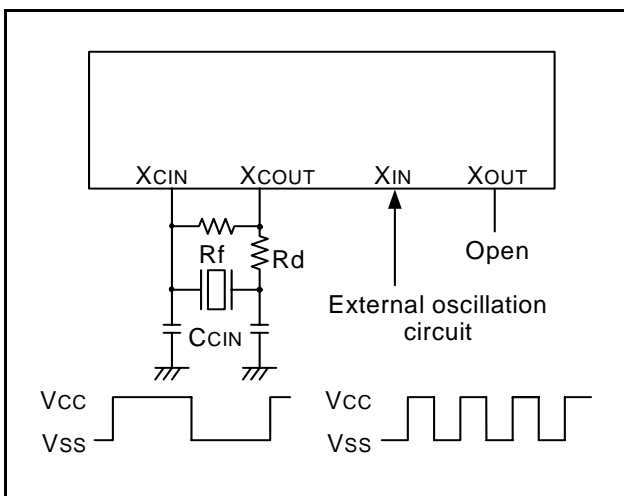 XCIN XCOUT XIN XOUT
Rf Rd Open
CCIN
External oscillation
circuit
VCC VCC
VSS VSS